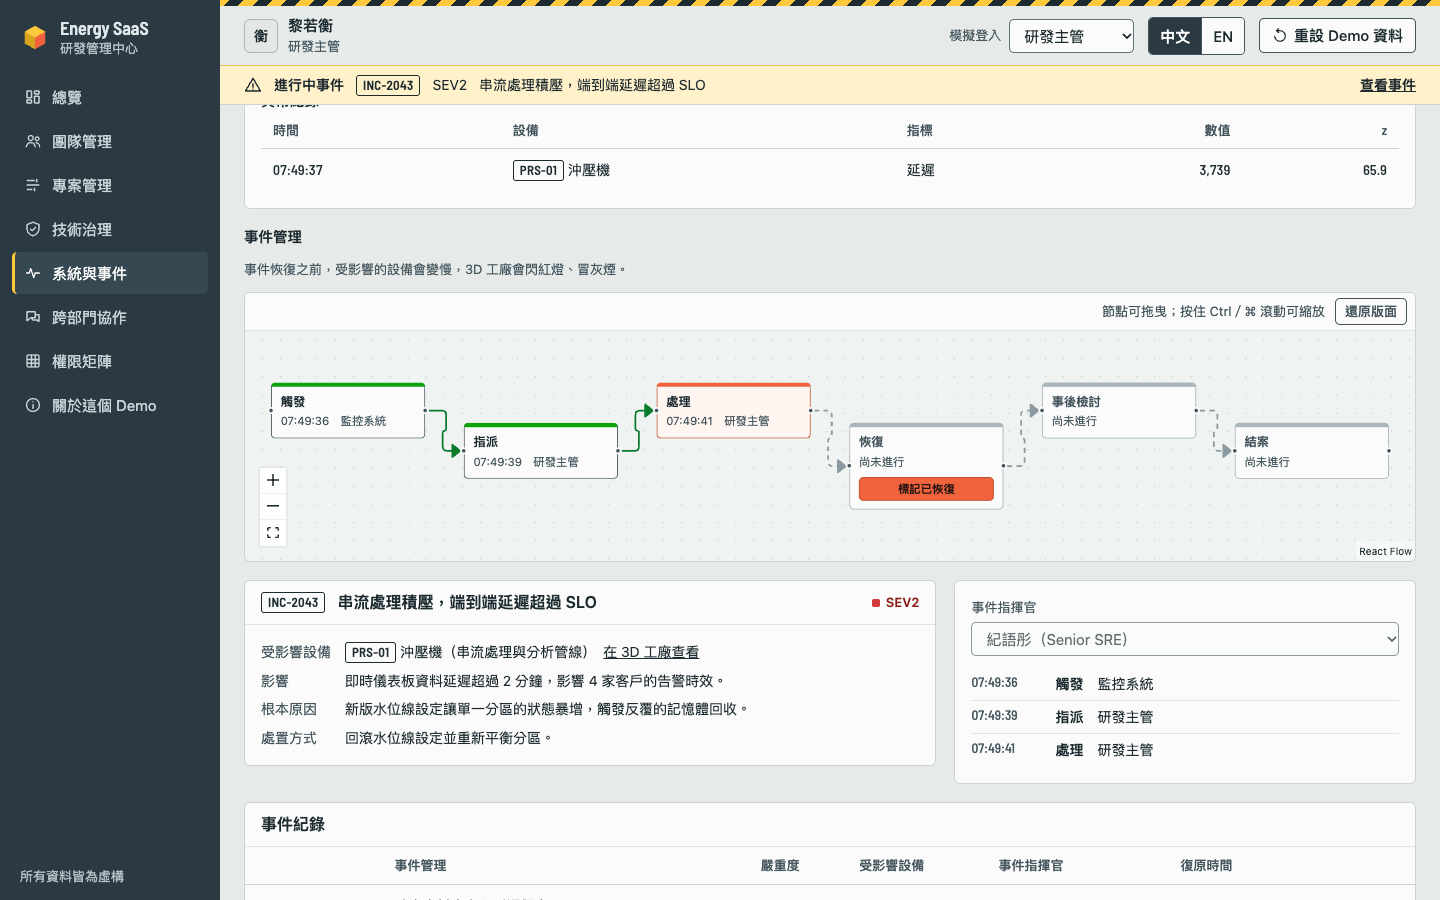 Energy SaaS
研發管理中心
總覽
團隊管理
專案管理
技術治理
系統與事件
跨部門協作
權限矩陣
關於這個 Demo
所有資料皆為虛構
衡
黎若衡
研發主管
模擬登入
研發主管
中文
EN
重設 Demo 資料
進行中事件 INC-2043 SEV2 串流處理積壓，端到端延遲超過 SLO
查看事件
時間 設備 指標 數值 z
07:49:37 PRS-01 沖壓機 延遲 3,739 65.9
事件管理
事件恢復之前，受影響的設備會變慢，3D 工廠會閃紅燈、冒灰煙。
節點可拖曳；按住 Ctrl / ⌘ 滾動可縮放
還原版面
觸發
07:49:36 監控系統
指派
07:49:39 研發主管
處理
07:49:41 研發主管
恢復
尚未進行
標記已恢復
事後檢討
尚未進行
結案
尚未進行
React Flow
INC-2043 串流處理積壓，端到端延遲超過 SLO
SEV2
受影響設備 PRS-01 沖壓機（串流處理與分析管線） 在 3D 工廠查看
影響 即時儀表板資料延遲超過 2 分鐘，影響 4 家客戶的告警時效。
根本原因 新版水位線設定讓單一分區的狀態暴增，觸發反覆的記憶體回收。
處置方式 回滾水位線設定並重新平衡分區。
事件指揮官
紀語彤（Senior SRE）
07:49:36 觸發 監控系統
07:49:39 指派 研發主管
07:49:41 處理 研發主管
事件紀錄
事件管理 嚴重度 受影響設備 事件指揮官 復原時間